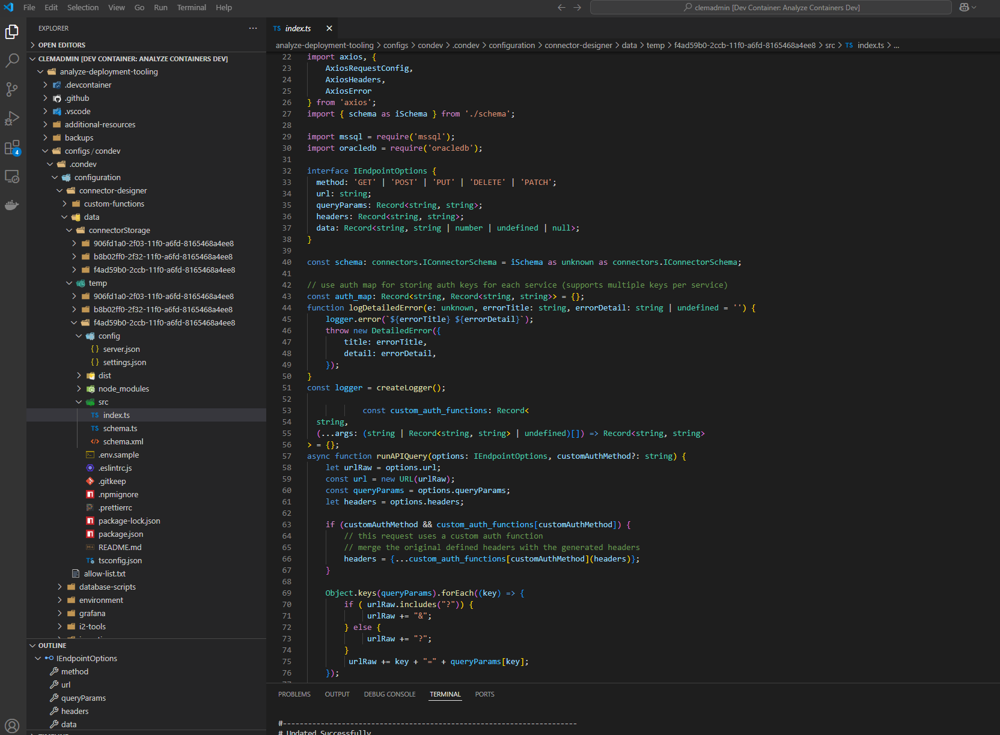 File Edit Selection View Go Run Terminal Help
clemadmin [Dev Container: Analyze Containers Dev]
EXPLORER
OPEN EDITORS
CLEMADMIN [DEV CONTAINER: ANALYZE CONTAINERS DEV]
analyze-deployment-tooling
.devcontainer
.github
.vscode
additional-resources
backups
configs / condev
.condev
configuration
connector-designer
custom-functions
data
connectorStorage
906fd1a0-2f03-11f0-a6fd-8165468a4ee8
b8b02ff0-2f32-11f0-a6fd-8165468a4ee8
f4ad59b0-2ccb-11f0-a6fd-8165468a4ee8
temp
906fd1a0-2f03-11f0-a6fd-8165468a4ee8
b8b02ff0-2f32-11f0-a6fd-8165468a4ee8
f4ad59b0-2ccb-11f0-a6fd-8165468a4ee8
config
{ } server.json
{ } settings.json
dist
node_modules
src
TS index.ts
TS schema.ts
schema.xml
.env.sample
.eslintrc.js
.gitkeep
.npmignore
.prettierrc
package-lock.json
package.json
README.md
tsconfig.json
allow-list.txt
database-scripts
environment
grafana
i2-tools
4
OUTLINE
IEndpointOptions
method
url
queryParams
headers
data
TS index.ts
analyze-deployment-tooling > configs > condev > .condev > configuration > connector-designer > data > temp > f4ad59b0-2ccb-11f0-a6fd-8165468a4ee8 > src > TS index.ts > ...
22 import axios, {
23 AxiosRequestConfig,
24 AxiosHeaders,
25 AxiosError
26 } from 'axios';
27 import { schema as iSchema } from './schema';
28
29 import mssql = require('mssql');
30 import oracledb = require('oracledb');
31
32 interface IEndpointOptions {
33 method: 'GET' | 'POST' | 'PUT' | 'DELETE' | 'PATCH';
34 url: string;
35 queryParams: Record<string, string>;
36 headers: Record<string, string>;
37 data: Record<string, string | number | undefined | null>;
38 }
39
40 const schema: connectors.IConnectorSchema = iSchema as unknown as connectors.IConnectorSchema;
41
42 // use auth map for storing auth keys for each service (supports multiple keys per service)
43 const auth_map: Record<string, Record<string, string>> = {};
44 function logDetailedError(e: unknown, errorTitle: string, errorDetail: string | undefined = '') {
45 logger.error(`${errorTitle} ${errorDetail}`);
46 throw new DetailedError({
47 title: errorTitle,
48 detail: errorDetail,
49 });
50 }
51 const logger = createLogger();
52
53 const custom_auth_functions: Record<
54 string,
55 (...args: (string | Record<string, string> | undefined)[]) => Record<string, string>
56 > = {};
57 async function runAPIQuery(options: IEndpointOptions, customAuthMethod?: string) {
58 let urlRaw = options.url;
59 const url = new URL(urlRaw);
60 const queryParams = options.queryParams;
61 let headers = options.headers;
62
63 if (customAuthMethod && custom_auth_functions[customAuthMethod]) {
64 // this request uses a custom auth function
65 // merge the original defined headers with the generated headers
66 headers = {...custom_auth_functions[customAuthMethod](headers)};
67 }
68
69 Object.keys(queryParams).forEach((key) => {
70 if ( urlRaw.includes("?")) {
71 urlRaw += "&";
72 } else {
73 urlRaw += "?";
74 }
75 urlRaw += key + "=" + queryParams[key];
76 });
PROBLEMS OUTPUT DEBUG CONSOLE TERMINAL PORTS
#----------------------------------------------------------------------
# Updated Successfully